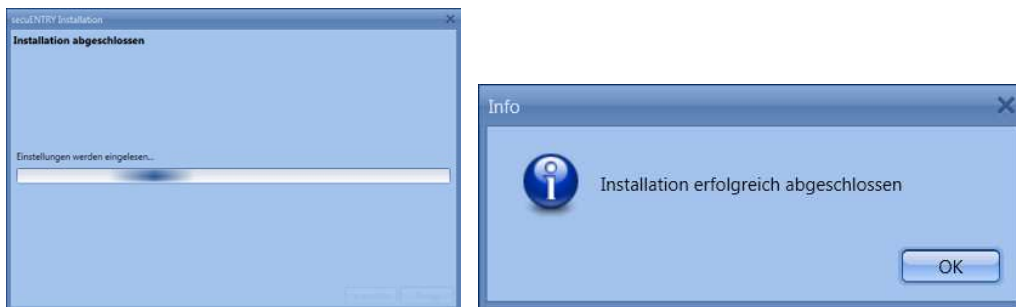 secuENTRY Installation
Installation abgeschlossen
Einstellungen werden eingelesen...
Info
Installation erfolgreich abgeschlossen
OK